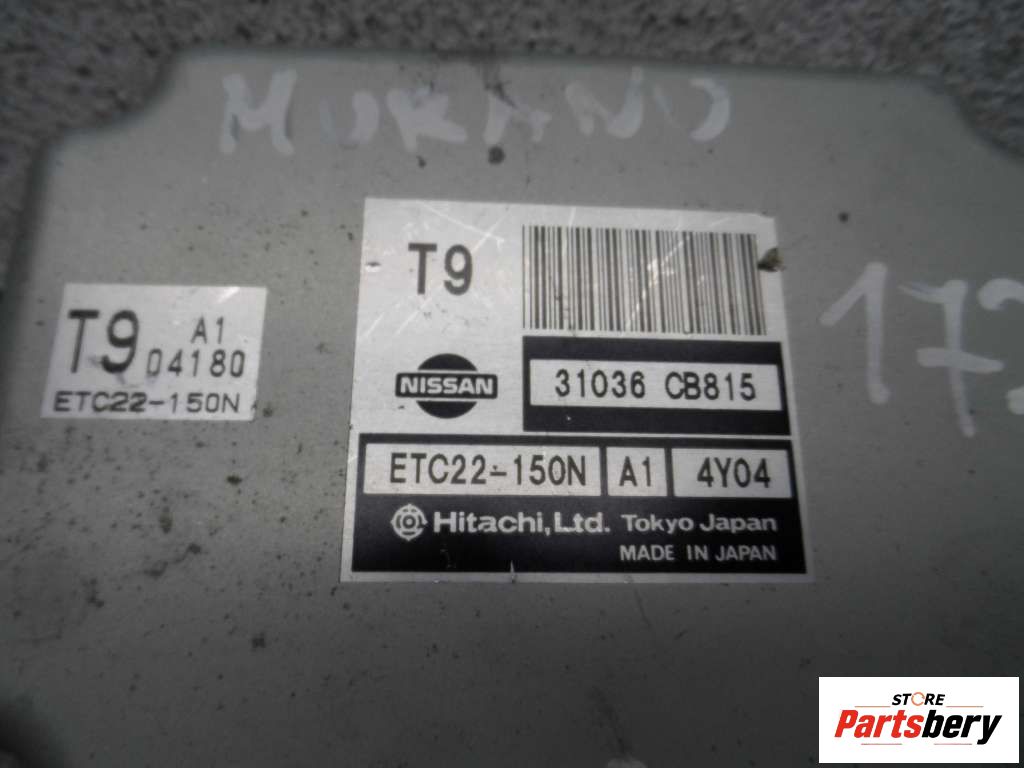 MURANO
T9
NISSAN
31036 CB815
ETC22-150N A1 4Y04
Hitachi,Ltd. Tokyo Japan
MADE IN JAPAN
T9 A1
04180
ETC22-150N
STORE
Partsbery